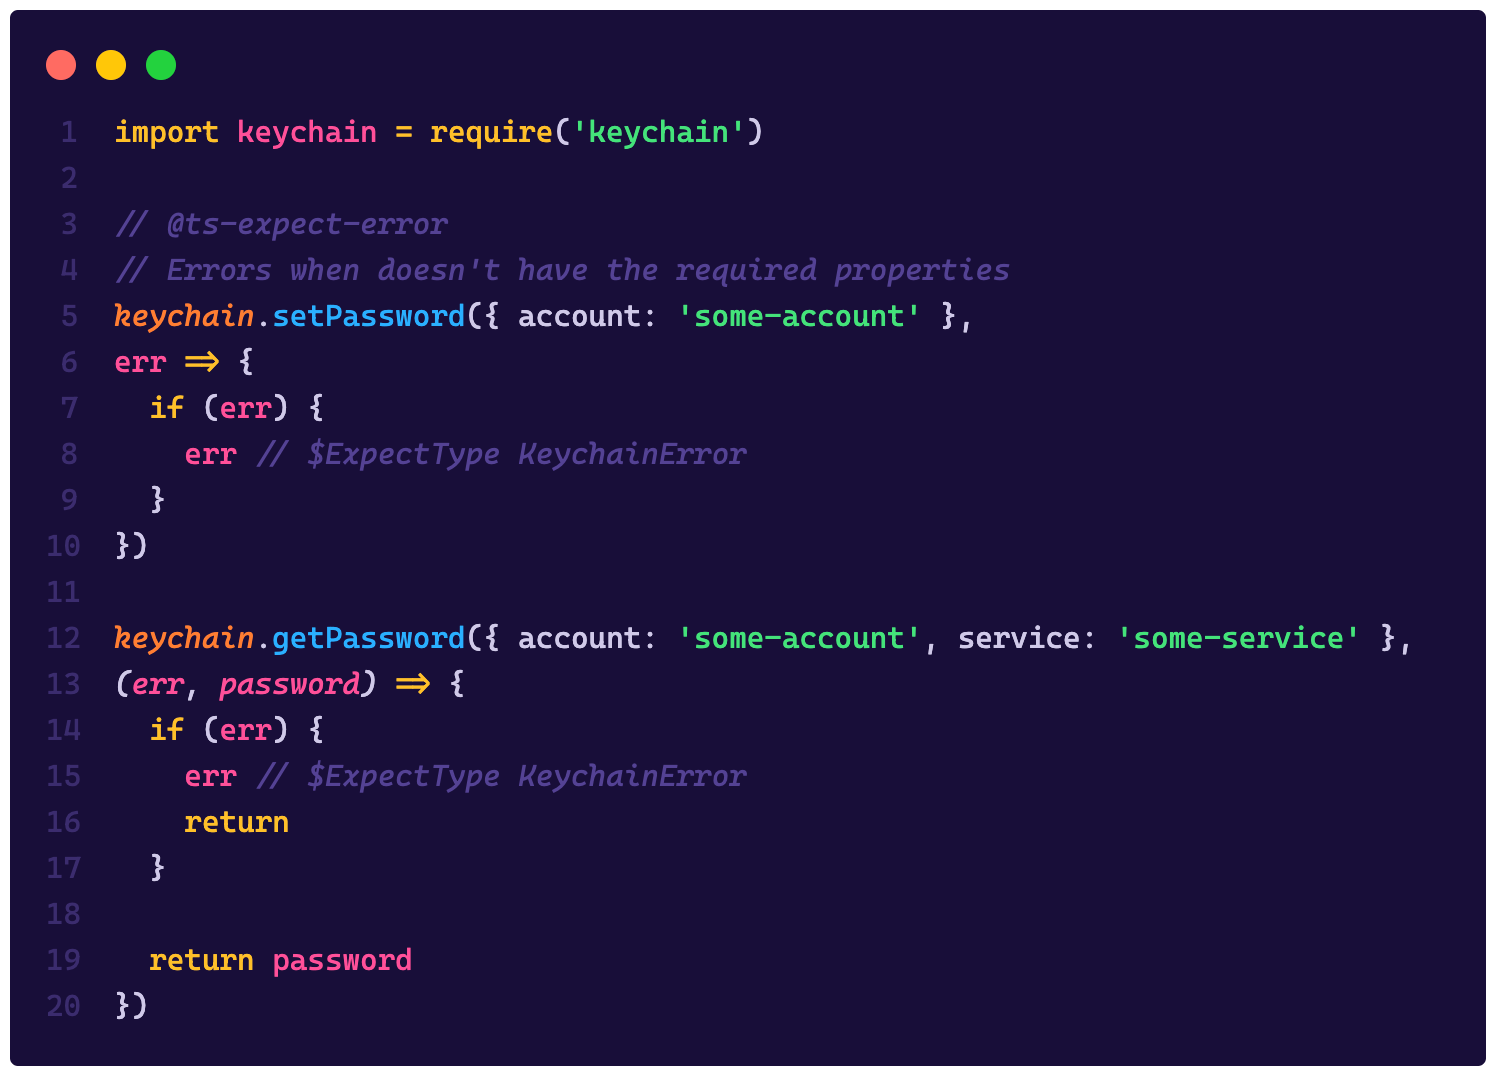 1 import keychain = require('keychain')
2
3 // @ts-expect-error
4 // Errors when doesn't have the required properties
5 keychain.setPassword({ account: 'some-account' },
6 err => {
7   if (err) {
8     err // $ExpectType KeychainError
9   }
10 })
11
12 keychain.getPassword({ account: 'some-account', service: 'some-service' },
13 (err, password) => {
14   if (err) {
15     err // $ExpectType KeychainError
16     return
17   }
18
19   return password
20 })